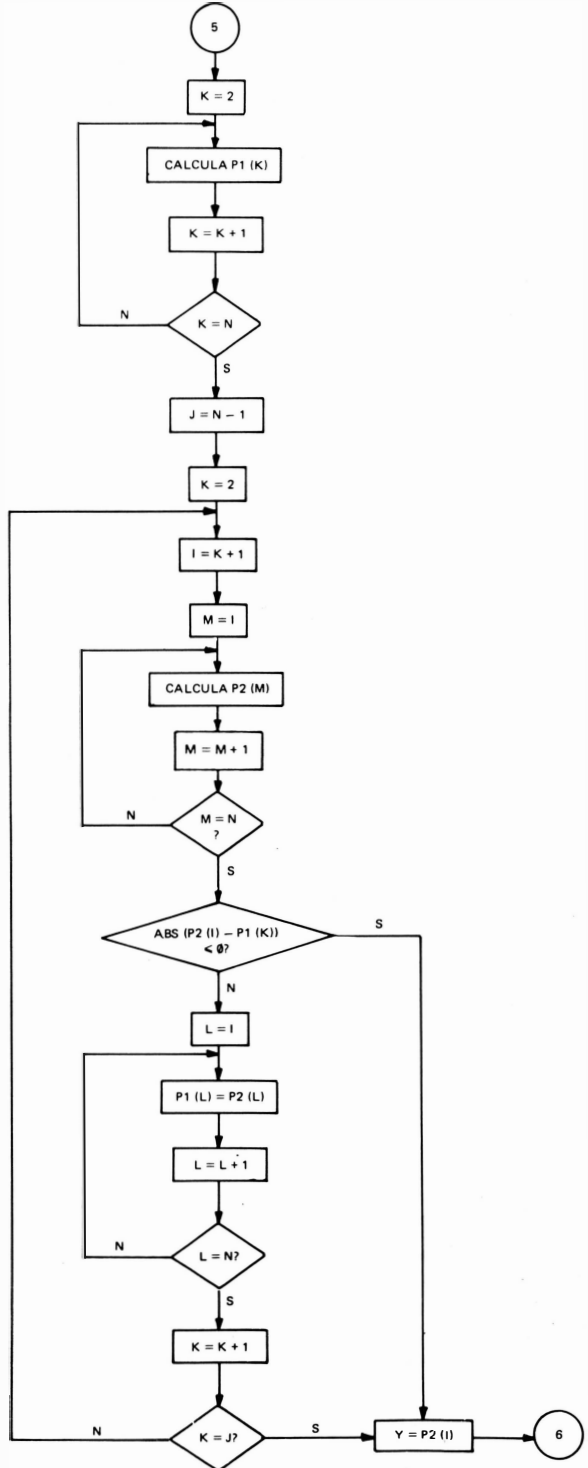 5
K = 2
CALCULA P1 (K)
K = K + 1
K = N
N
S
J = N – 1
K = 2
I = K + 1
M = I
CALCULA P2 (M)
M = M + 1
M = N
?
N
S
ABS (P2 (I) – P1 (K))
≤ 0?
S
N
L = I
P1 (L) = P2 (L)
L = L + 1
L = N?
N
S
K = K + 1
K = J?
N
S
Y = P2 (I)
6